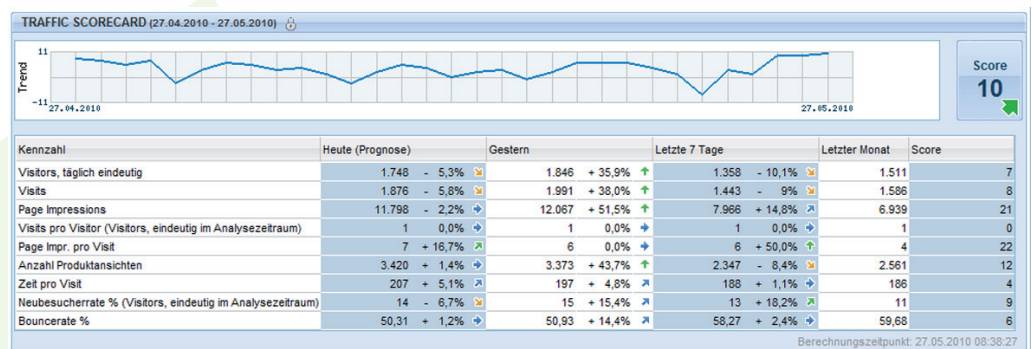 TRAFFIC SCORECARD (27.04.2010 - 27.05.2010)
11
Trend
-11
27.04.2010 27.05.2010
Score
10
Kennzahl Heute (Prognose) Gestern Letzte 7 Tage Letzter Monat Score
Visitors, täglich eindeutig 1.748 - 5,3% 1.846 + 35,9% 1.358 - 10,1% 1.511 7
Visits 1.876 - 5,8% 1.991 + 38,0% 1.443 - 9% 1.586 8
Page Impressions 11.798 - 2,2% 12.067 + 51,5% 7.966 + 14,8% 6.939 21
Visits pro Visitor (Visitors, eindeutig im Analysezeitraum) 1 0,0% 1 0,0% 1 0,0% 1 0
Page Impr. pro Visit 7 + 16,7% 6 0,0% 6 + 50,0% 4 22
Anzahl Produktansichten 3.420 + 1,4% 3.373 + 43,7% 2.347 - 8,4% 2.561 12
Zeit pro Visit 207 + 5,1% 197 + 4,8% 188 + 1,1% 186 4
Neubesucherrate % (Visitors, eindeutig im Analysezeitraum) 14 - 6,7% 15 + 15,4% 13 + 18,2% 11 9
Bouncerate % 50,31 + 1,2% 50,93 + 14,4% 58,27 + 2,4% 59,68 6
Berechnungszeitpunkt: 27.05.2010 08:38:27